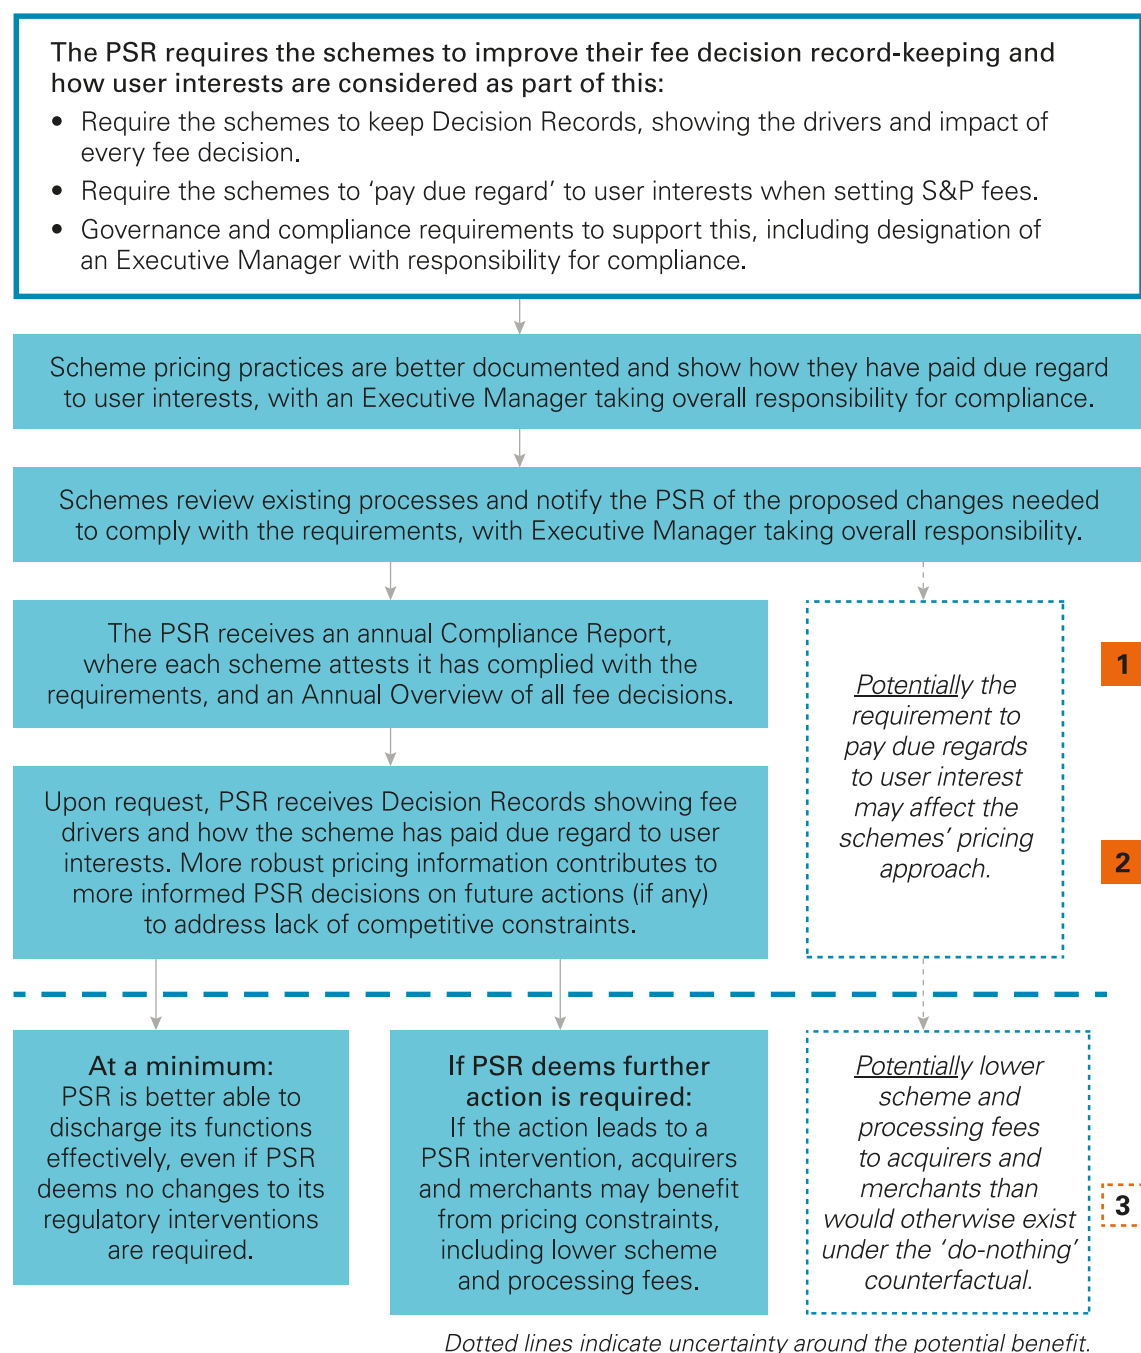 The PSR requires the schemes to improve their fee decision record-keeping and
how user interests are considered as part of this:
• Require the schemes to keep Decision Records, showing the drivers and impact of
every fee decision.
• Require the schemes to ‘pay due regard’ to user interests when setting S&P fees.
• Governance and compliance requirements to support this, including designation of
an Executive Manager with responsibility for compliance.
Scheme pricing practices are better documented and show how they have paid due regard
to user interests, with an Executive Manager taking overall responsibility for compliance.
Schemes review existing processes and notify the PSR of the proposed changes needed
to comply with the requirements, with Executive Manager taking overall responsibility.
The PSR receives an annual Compliance Report,
where each scheme attests it has complied with the
requirements, and an Annual Overview of all fee decisions.
Upon request, PSR receives Decision Records showing fee
drivers and how the scheme has paid due regard to user
interests. More robust pricing information contributes to
more informed PSR decisions on future actions (if any)
to address lack of competitive constraints.
Potentially the
requirement to
pay due regards
to user interest
may affect the
schemes’ pricing
approach.
1
2
At a minimum:
PSR is better able to
discharge its functions
effectively, even if PSR
deems no changes to its
regulatory interventions
are required.
If PSR deems further
action is required:
If the action leads to a
PSR intervention, acquirers
and merchants may benefit
from pricing constraints,
including lower scheme
and processing fees.
Potentially lower
scheme and
processing fees
to acquirers and
merchants than
would otherwise exist
under the ‘do-nothing’
counterfactual.
3
Dotted lines indicate uncertainty around the potential benefit.